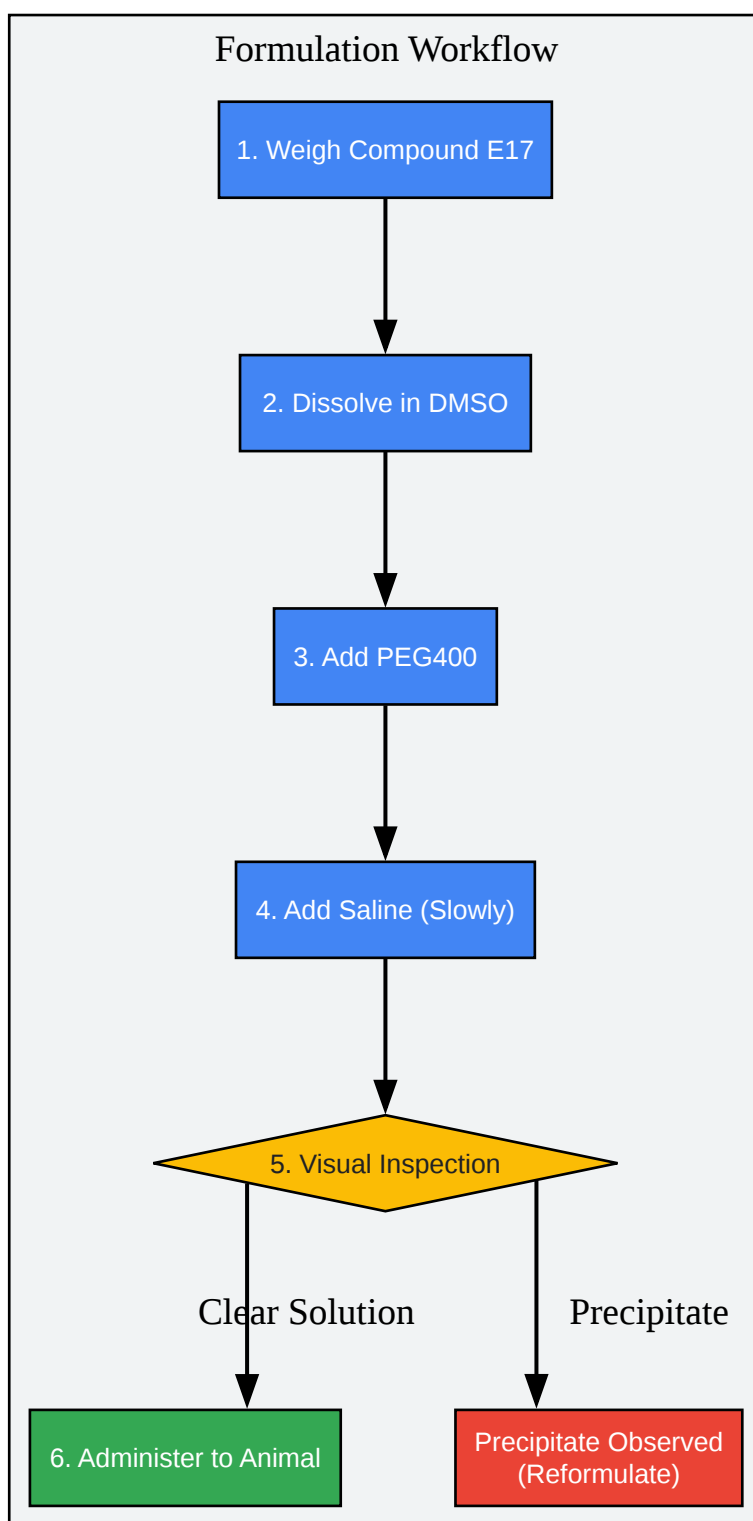 Formulation Workflow
1. Weigh Compound E17
2. Dissolve in DMSO
3. Add PEG400
4. Add Saline (Slowly)
5. Visual Inspection
Clear Solution
Precipitate
6. Administer to Animal
Precipitate Observed
(Reformulate)